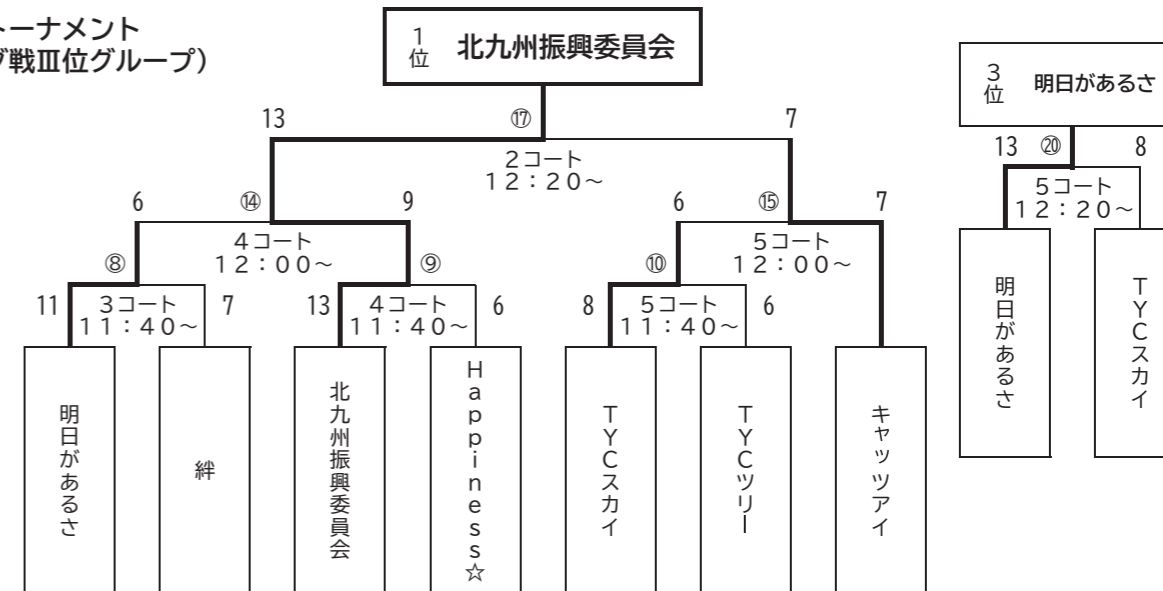 ーナメント
戦Ⅲ位グループ）
1位 北九州振興委員会
3位 明日があるさ
13 ⑰ 7
2コート
12：20～
13 ⑳ 8
5コート
12：20～
6 ⑭ 9
4コート
12：00～
6 ⑮ 7
5コート
12：00～
⑧
11 3コート 7
11：40～
⑨
13 4コート 6
11：40～
⑩
8 5コート 6
11：40～
明日があるさ
絆
北九州振興委員会
Happiness☆
TYCスカイ
TYCツリー
キャッツアイ
明日があるさ
TYCスカイ